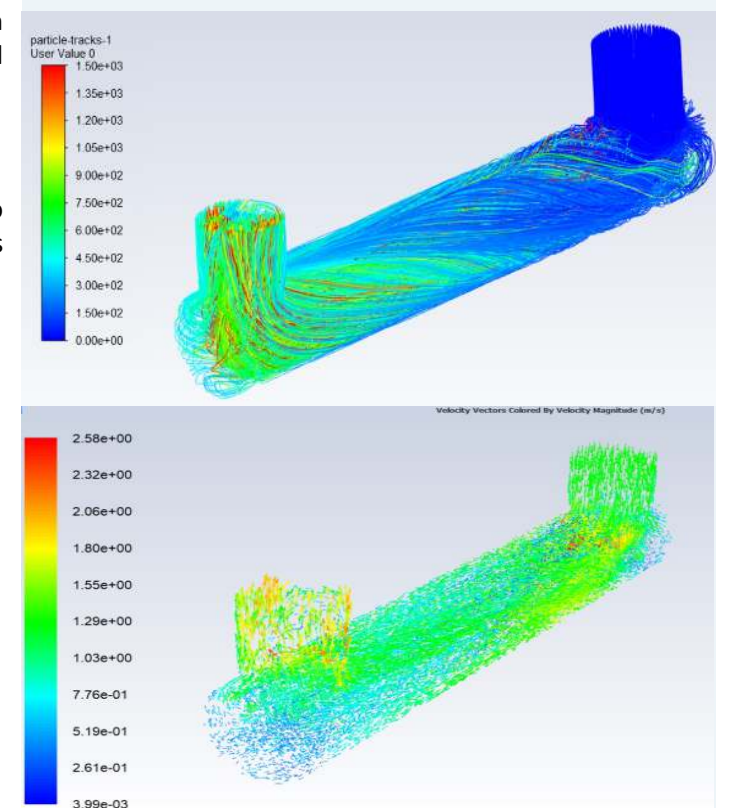 particle-tracks-1
User Value 0
1.50e+03
1.35e+03
1.20e+03
1.05e+03
9.00e+02
7.50e+02
6.00e+02
4.50e+02
3.00e+02
1.50e+02
0.00e+00
Velocity Vectors Colored By Velocity Magnitude (m/s)
2.58e+00
2.32e+00
2.06e+00
1.80e+00
1.55e+00
1.29e+00
1.03e+00
7.76e-01
5.19e-01
2.61e-01
3.99e-03